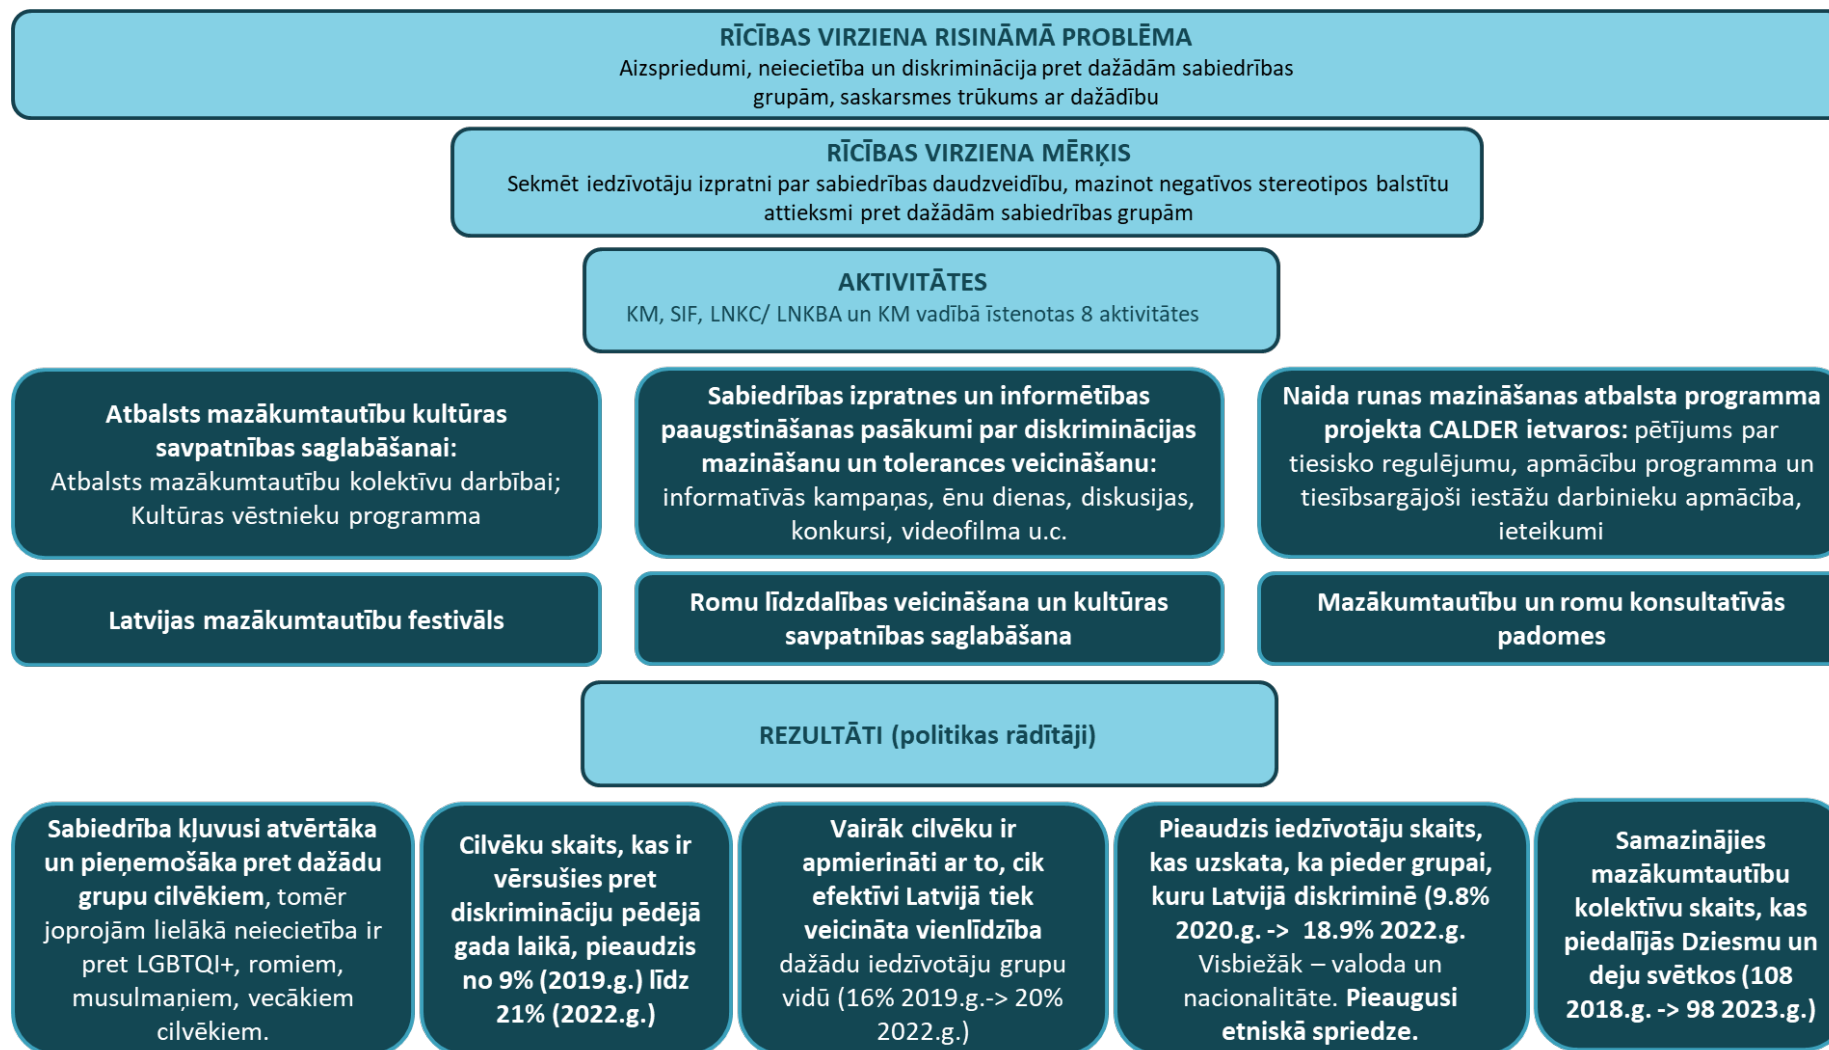 RĪCĪBAS VIRZIENA RISINĀMĀ PROBLĒMA
Aizspriedumi, neiecietība un diskriminācija pret dažādām sabiedrības
grupām, saskarsmes trūkums ar dažādību
RĪCĪBAS VIRZIENA MĒRĶIS
Sekmēt iedzīvotāju izpratni par sabiedrības daudzveidību, mazinot negatīvos stereotipos balstītu
attieksmi pret dažādām sabiedrības grupām
AKTIVITĀTES
KM, SIF, LNKC/ LNKBA un KM vadībā īstenotas 8 aktivitātes
Atbalsts mazākumtautību kultūras
savpatnības saglabāšanai:
Atbalsts mazākumtautību kolektīvu darbībai;
Kultūras vēstnieku programma
Sabiedrības izpratnes un informētības
paaugstināšanas pasākumi par diskriminācijas
mazināšanu un tolerances veicināšanu:
informatīvās kampaņas, ēnu dienas, diskusijas,
konkursi, videofilma u.c.
Naida runas mazināšanas atbalsta programma
projekta CALDER ietvaros: pētījums par
tiesisko regulējumu, apmācību programma un
tiesībsargājoši iestāžu darbinieku apmācība,
ieteikumi
Latvijas mazākumtautību festivāls
Romu līdzdalības veicināšana un kultūras
savpatnības saglabāšana
Mazākumtautību un romu konsultatīvās
padomes
REZULTĀTI (politikas rādītāji)
Sabiedrība kļuvusi atvērtāka
un pieņemošāka pret dažādu
grupu cilvēkiem, tomēr
joprojām lielākā neiecietība ir
pret LGBTQI+, romiem,
musulmaņiem, vecākiem
cilvēkiem.
Cilvēku skaits, kas ir
vērsušies pret
diskrimināciju pēdējā
gada laikā, pieaudzis
no 9% (2019.g.) līdz
21% (2022.g.)
Vairāk cilvēku ir
apmierināti ar to, cik
efektīvi Latvijā tiek
veicināta vienlīdzība
dažādu iedzīvotāju grupu
vidū (16% 2019.g.-> 20%
2022.g.)
Pieaudzis iedzīvotāju skaits,
kas uzskata, ka pieder grupai,
kuru Latvijā diskriminē (9.8%
2020.g. -> 18.9% 2022.g.
Visbiežāk – valoda un
nacionalitāte. Pieaugusi
etniskā spriedze.
Samazinājies
mazākumtautību
kolektīvu skaits, kas
piedalījās Dziesmu un
deju svētkos (108
2018.g. -> 98 2023.g.)